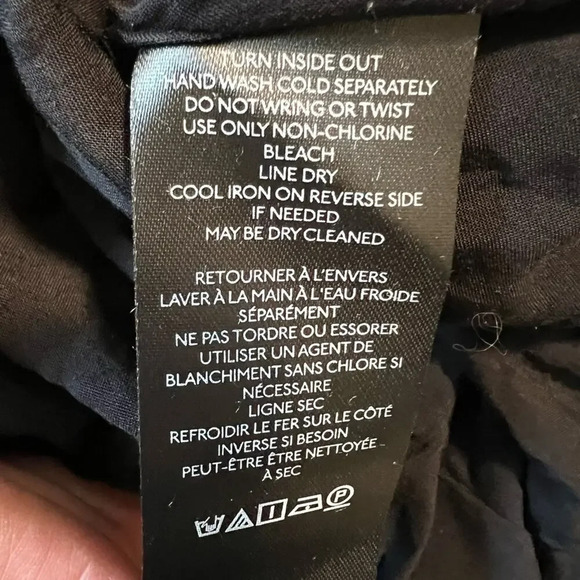 TURN INSIDE OUT
HAND WASH COLD SEPARATELY
DO NOT WRING OR TWIST
USE ONLY NON-CHLORINE
BLEACH
LINE DRY
COOL IRON ON REVERSE SIDE
IF NEEDED
MAY BE DRY CLEANED
RETOURNER À L'ENVERS
LAVER À LA MAIN À L'EAU FROIDE
SÉPARÉMENT
NE PAS TORDRE OU ESSORER
UTILISER UN AGENT DE
BLANCHIMENT SANS CHLORE SI
NÉCESSAIRE
LIGNE SEC
REFROIDIR LE FER SUR LE CÔTÉ
INVERSE SI BESOIN
PEUT-ÊTRE ÊTRE NETTOYÉE
À SEC
P